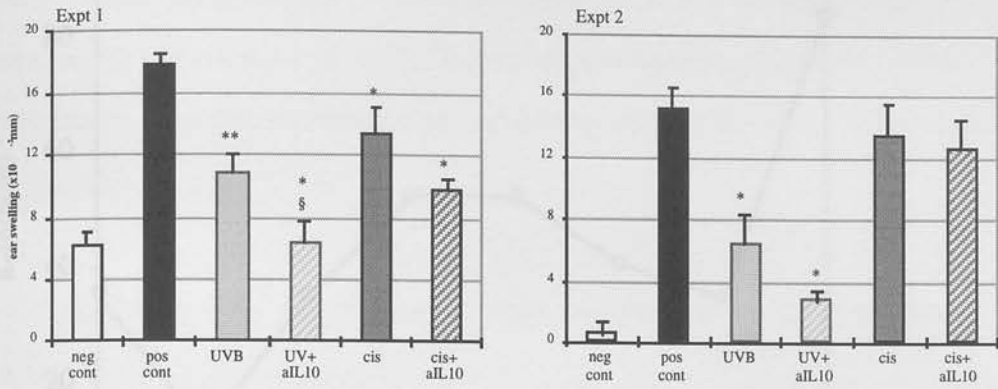 Expt 1
20
16
12
8
4
0
ear swelling (x10 ⁻³mm)
**
*
§
*
*
neg cont
pos cont
UVB
UV+ aIL10
cis
cis+ aIL10
Expt 2
20
16
12
8
4
0
*
*
neg cont
pos cont
UVB
UV+ aIL10
cis
cis+ aIL10